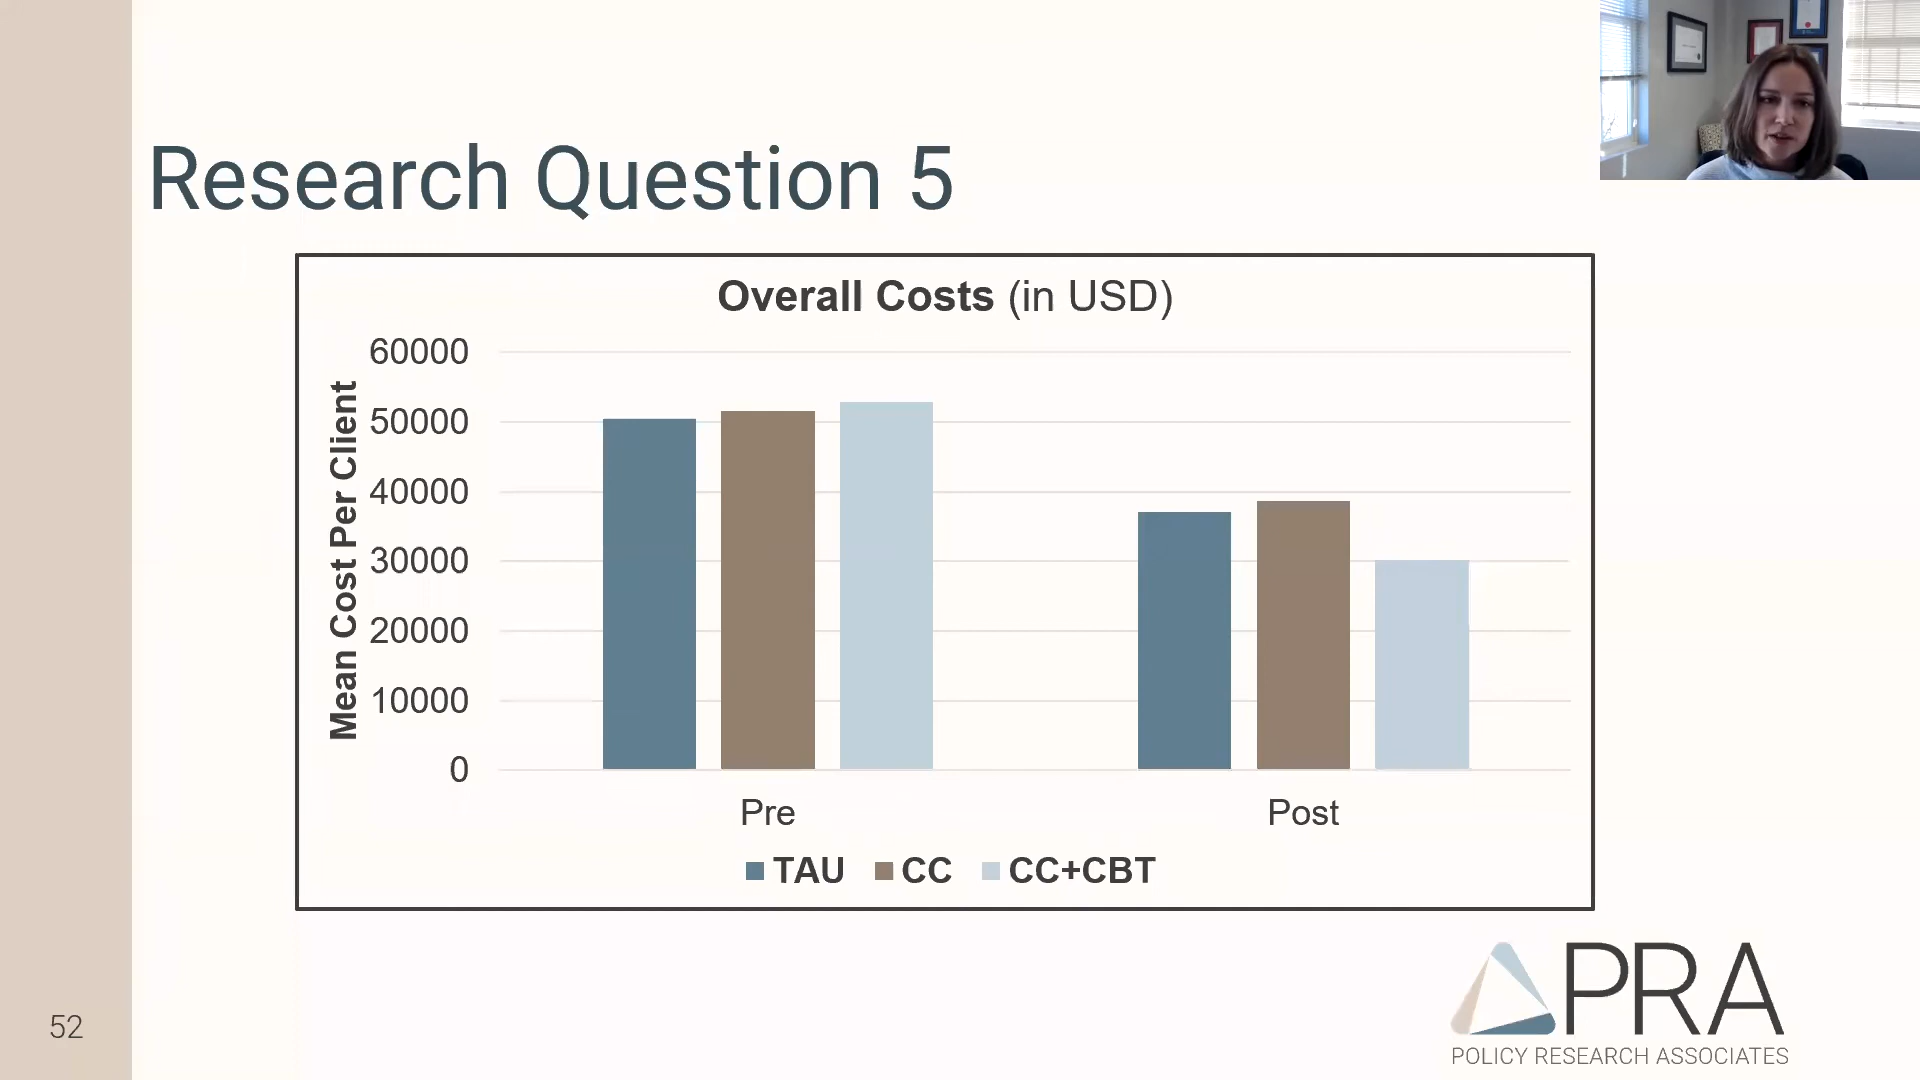 Research Question 5
Overall Costs (in USD)
Mean Cost Per Client
60000
50000
40000
30000
20000
10000
0
Pre
Post
TAU CC CC+CBT
52
PRA
POLICY RESEARCH ASSOCIATES